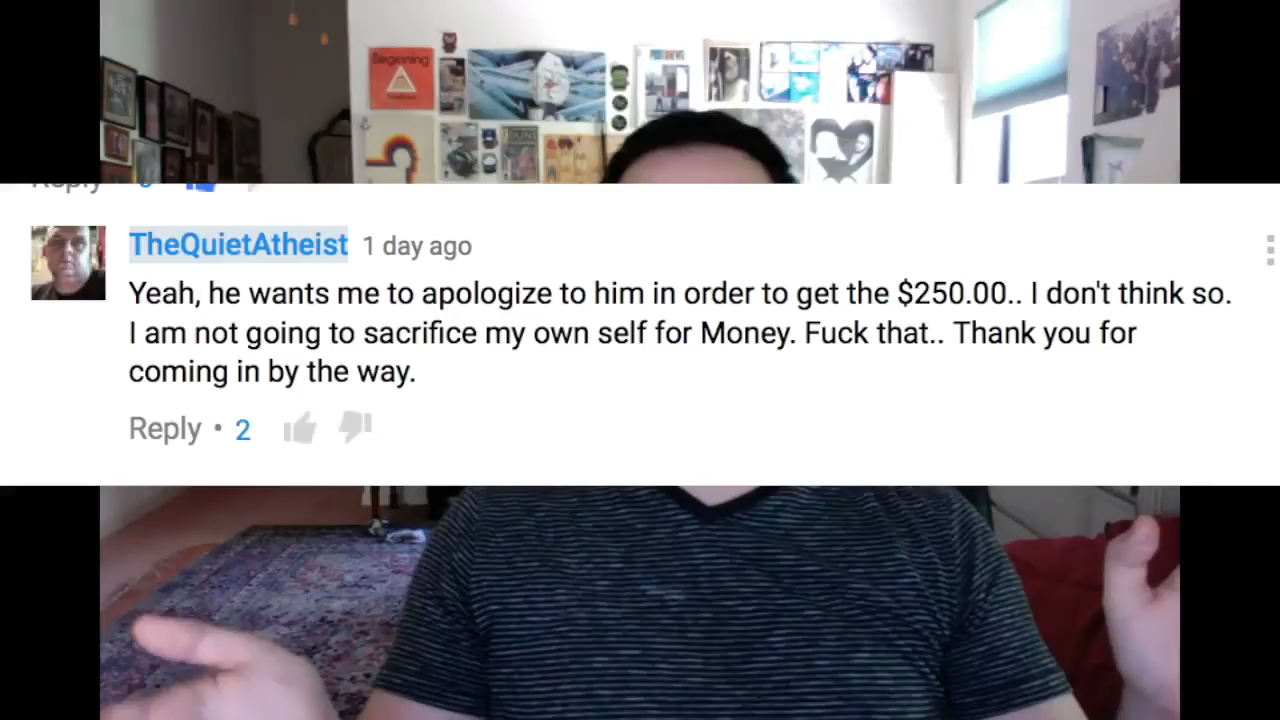 Beginning
Reply
TheQuietAtheist 1 day ago
Yeah, he wants me to apologize to him in order to get the $250.00.. I don't think so.
I am not going to sacrifice my own self for Money. Fuck that.. Thank you for
coming in by the way.
Reply • 2